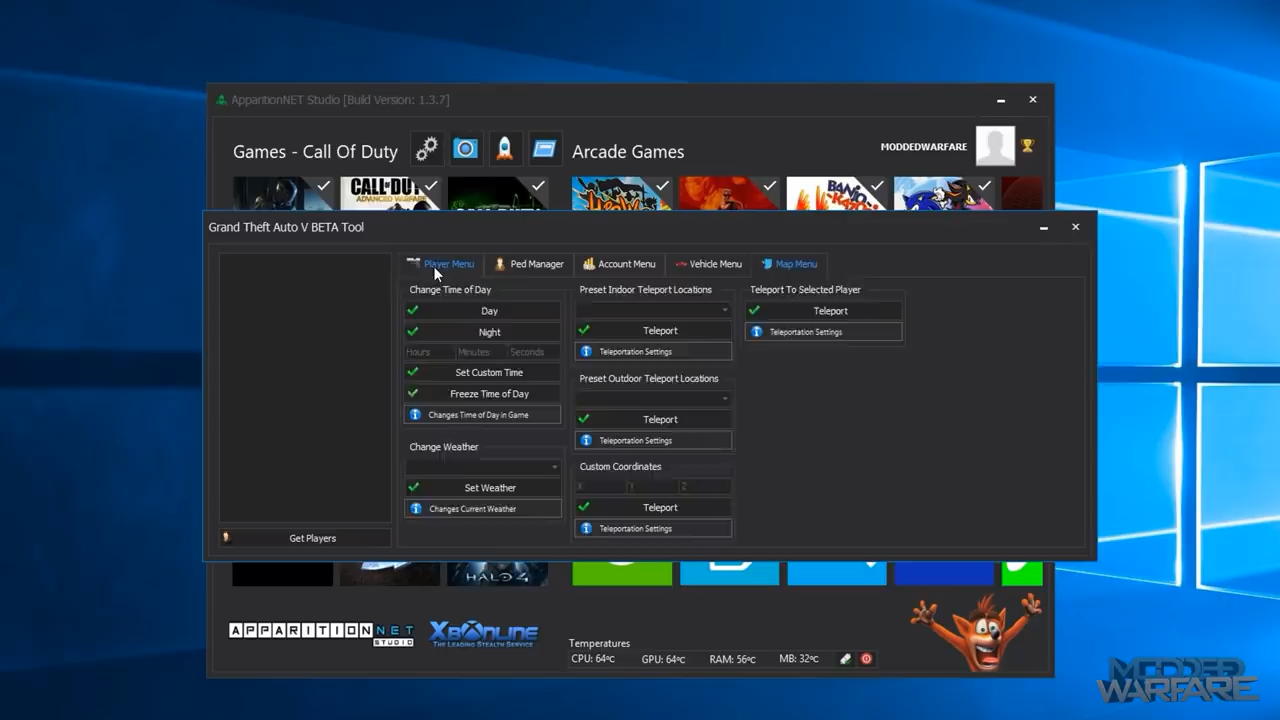 ApparitionNET Studio [Build Version: 1.3.7]
Games - Call Of Duty
Arcade Games
MODDEDWARFARE
CALL OF DUTY
ADVANCED WARFARE
BANJO
Grand Theft Auto V BETA Tool
Player Menu
Ped Manager
Account Menu
Vehicle Menu
Map Menu
Change Time of Day
Day
Night
Hours
Minutes
Seconds
Set Custom Time
Freeze Time of Day
Changes Time of Day in Game
Change Weather
Set Weather
Changes Current Weather
Preset Indoor Teleport Locations
Teleport
Teleportation Settings
Preset Outdoor Teleport Locations
Teleport
Teleportation Settings
Custom Coordinates
X
Y
Z
Teleport
Teleportation Settings
Teleport To Selected Player
Teleport
Teleportation Settings
Get Players
HALO 4
APPARITIONNET
STUDIO
XBONLINE
THE LEADING STEALTH SERVICE
Temperatures
CPU: 64ºc
GPU: 64ºc
RAM: 56ºc
MB: 32ºc
MODDED
WARFARE